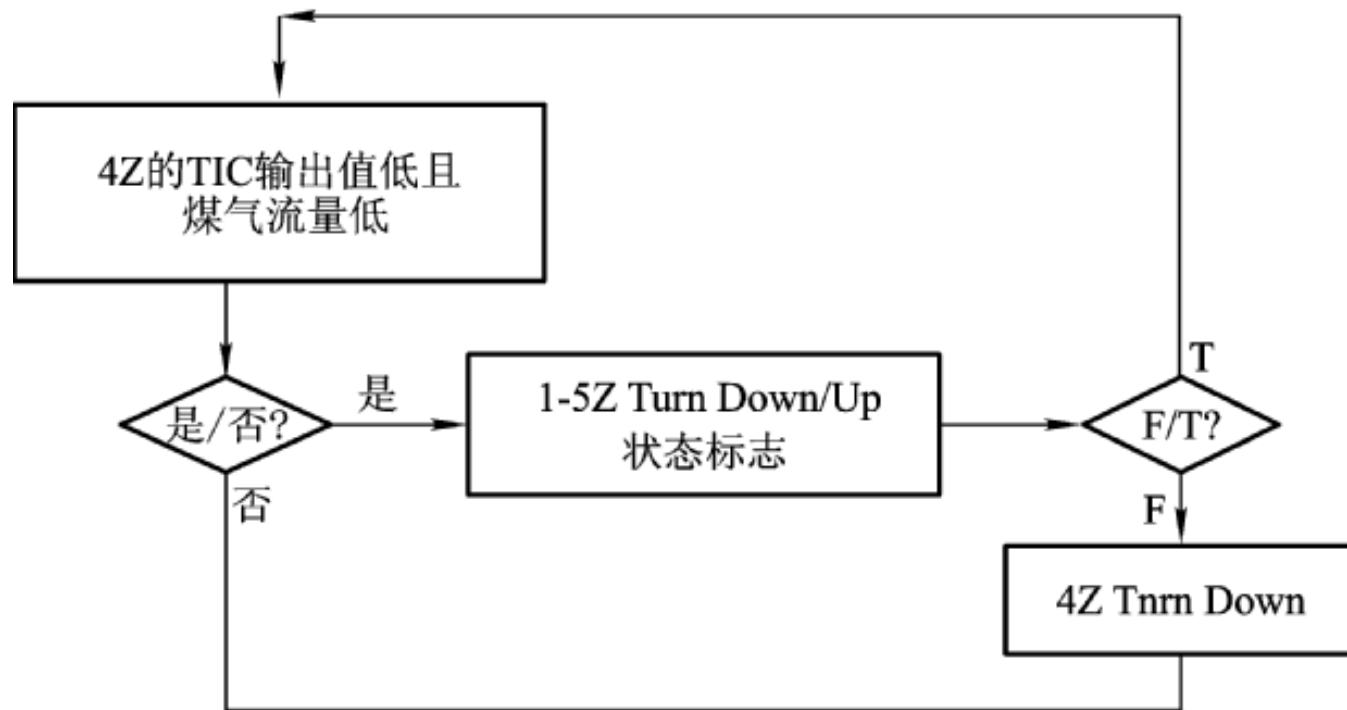 4Z的TIC输出值低且
煤气流量低
是/否?
是
否
1-5Z Turn Down/Up
状态标志
T
F/T?
F
4Z Tnrn Down